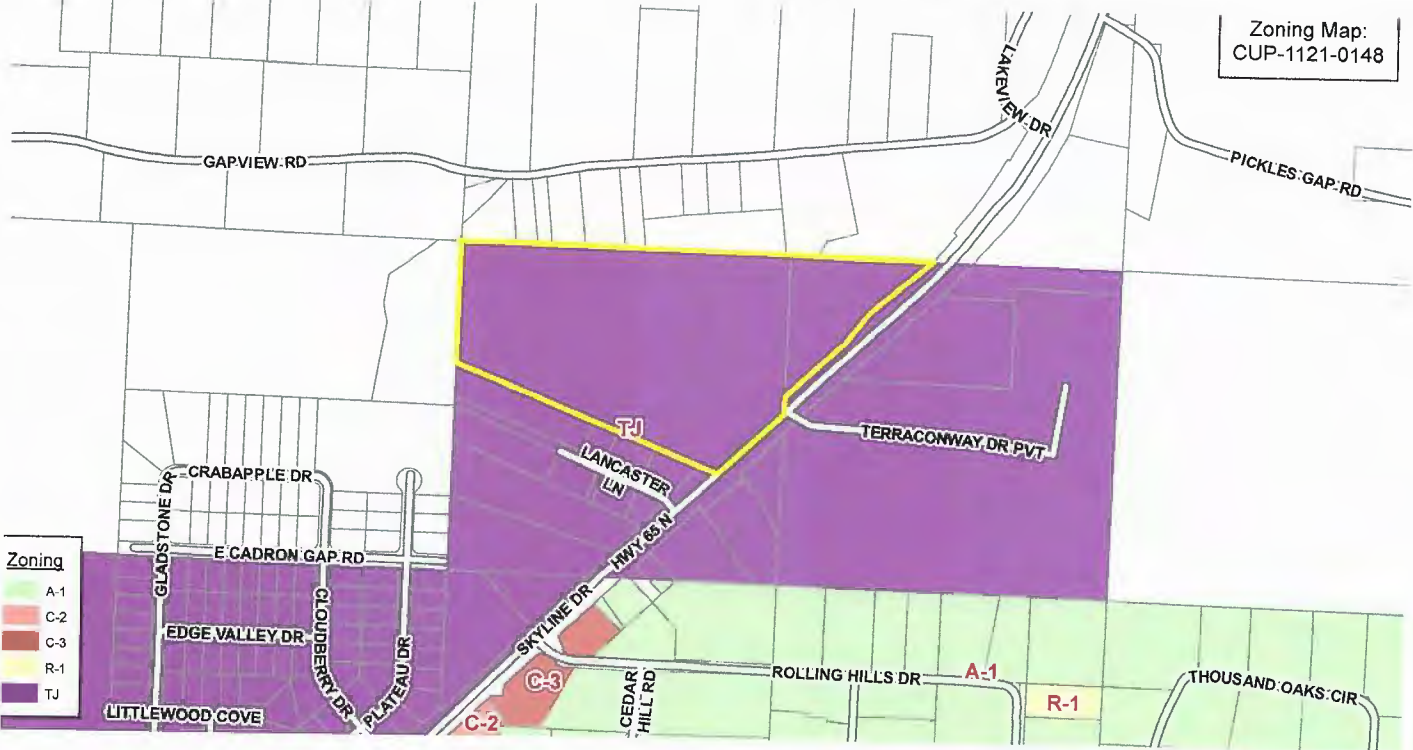 Zoning Map:
CUP-1121-0148
LAKEVIEW DR
GAPVIEW RD
PICKLES GAP RD
TJ
LANCASTER
LN
TERRACONWAY DR PVT
HWY 65 N
CRABAPPLE DR
GLADSTONE DR
E CADRON GAP RD
CLOUDBERRY DR
EDGE VALLEY DR
PLATEAU DR
LITTLEWOOD COVE
SKYLINE DR
C-3
C-2
CEDAR
HILL RD
ROLLING HILLS DR
A-1
R-1
THOUSAND OAKS CIR
Zoning
A-1
C-2
C-3
R-1
TJ